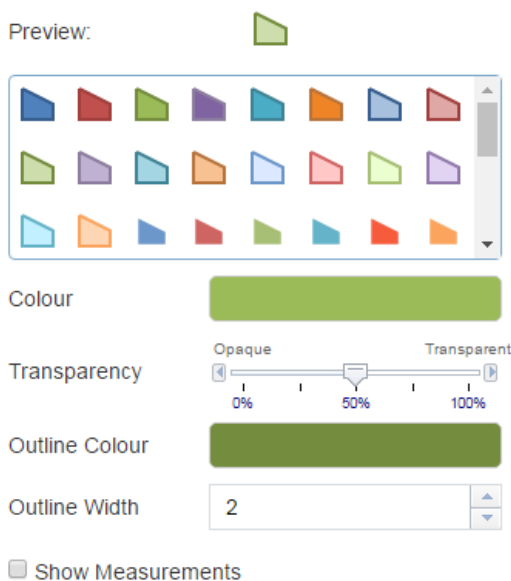 Preview:
Colour
Opaque Transparent
Transparency
0% 50% 100%
Outline Colour
Outline Width 2
Show Measurements